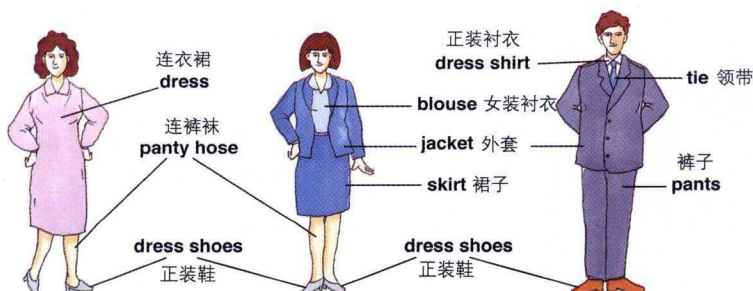 连衣裙
dress
连裤袜
panty hose
dress shoes
正装鞋
正装衬衣
dress shirt
tie 领带
blouse 女装衬衣
jacket 外套
skirt 裙子
裤子
pants
dress shoes
正装鞋